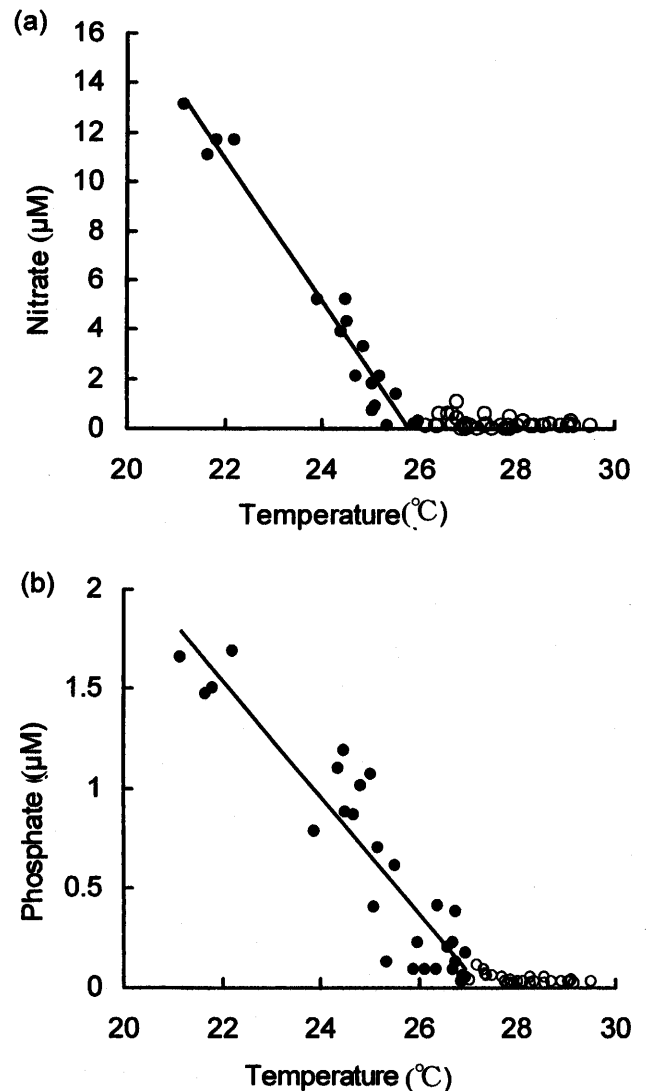 (a)
16
14
12
10
8
6
4
2
0
Nitrate (μM)
20 22 24 26 28 30
Temperature(℃)
(b)
2
1.5
1
0.5
0
Phosphate ((μM)
20 22 24 26 28 30
Temperature (℃)